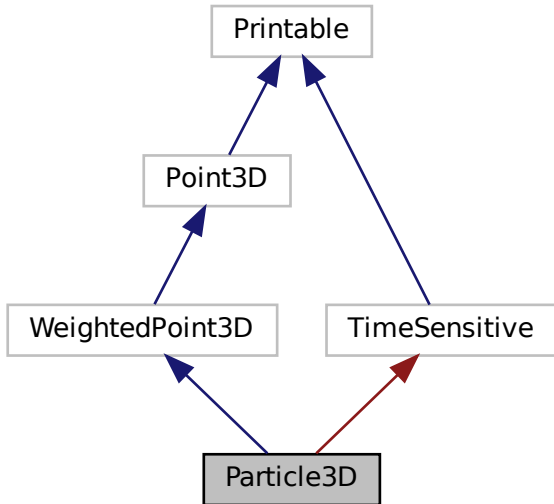 Printable
Point3D
WeightedPoint3D
TimeSensitive
Particle3D